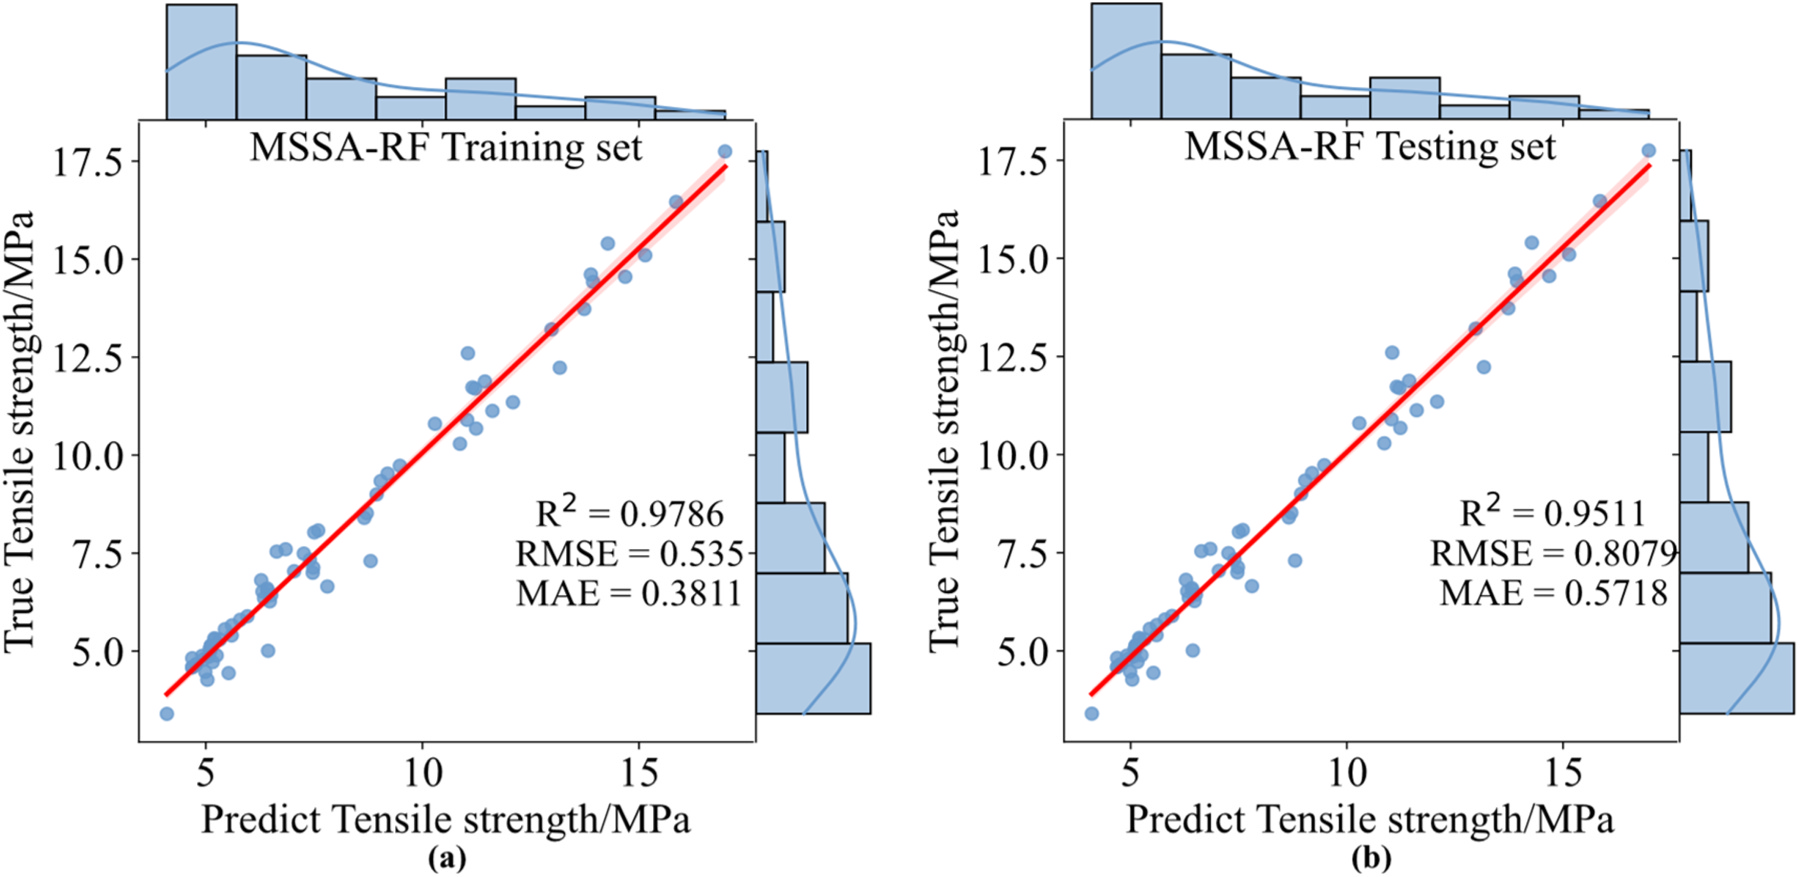 MSSA-RF Training set
17.5
15.0
12.5
10.0
7.5
5.0
True Tensile strength/MPa
R² = 0.9786
RMSE = 0.535
MAE = 0.3811
5 10 15
Predict Tensile strength/MPa
(a)
MSSA-RF Testing set
17.5
15.0
12.5
10.0
7.5
5.0
True Tensile strength/MPa
R² = 0.9511
RMSE = 0.8079
MAE = 0.5718
5 10 15
Predict Tensile strength/MPa
(b)